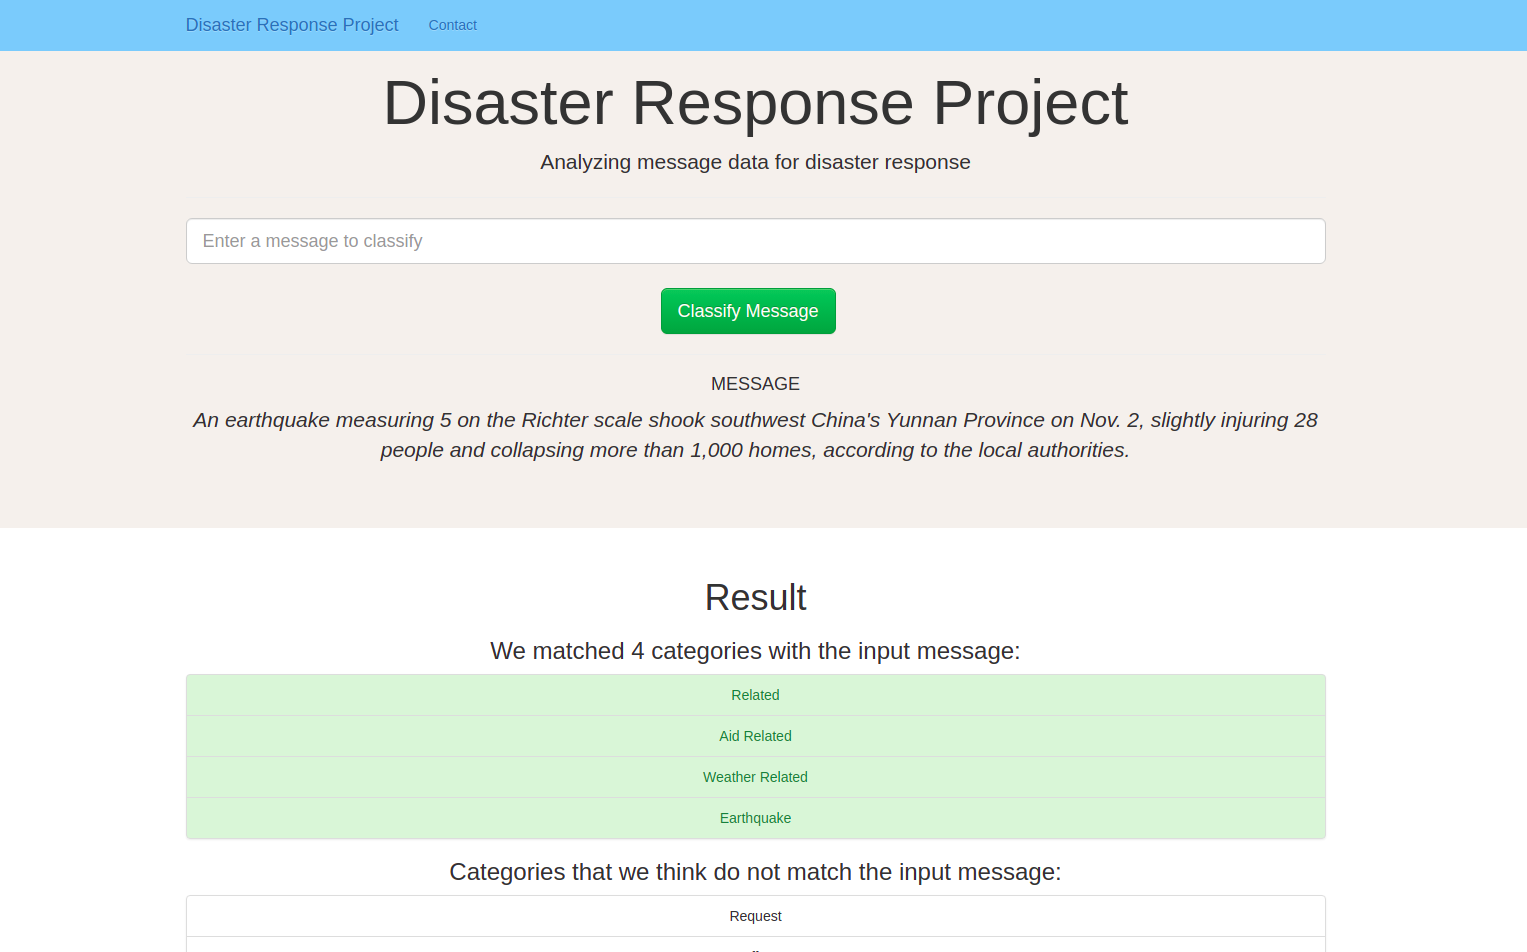 Disaster Response Project Contact
Disaster Response Project
Analyzing message data for disaster response
Enter a message to classify
Classify Message
MESSAGE
An earthquake measuring 5 on the Richter scale shook southwest China's Yunnan Province on Nov. 2, slightly injuring 28
people and collapsing more than 1,000 homes, according to the local authorities.
Result
We matched 4 categories with the input message:
Related
Aid Related
Weather Related
Earthquake
Categories that we think do not match the input message:
Request